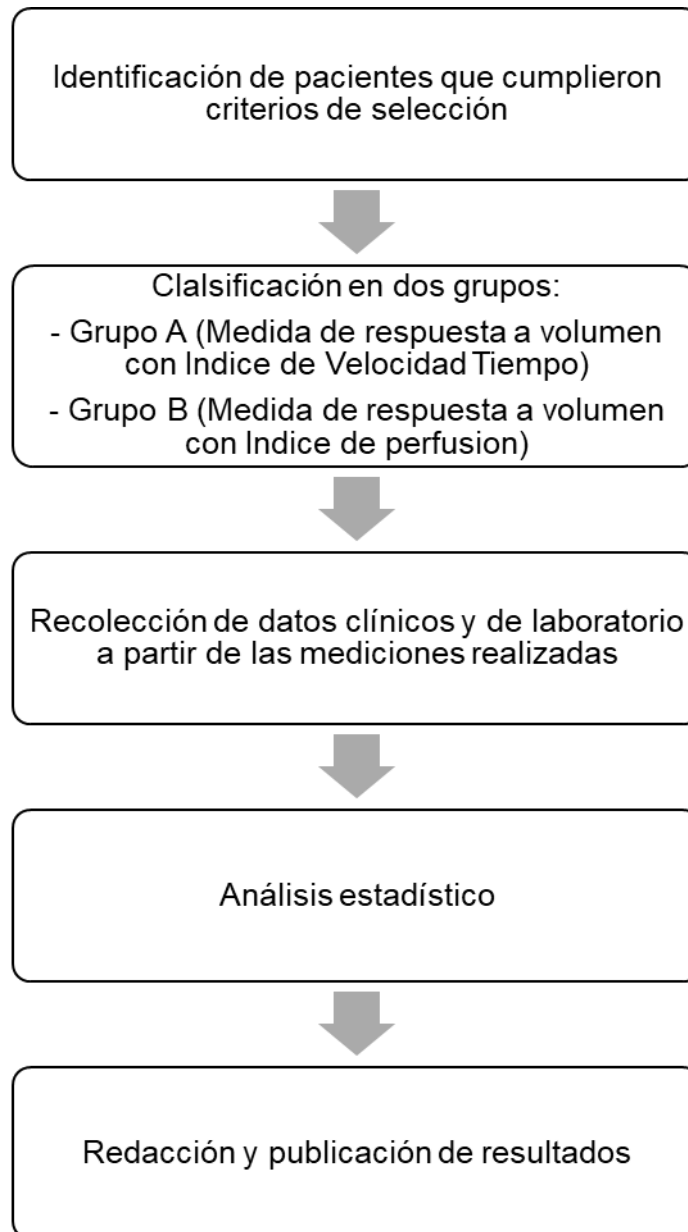 Identificación de pacientes que cumplieron
criterios de selección
Clalsificación en dos grupos:
- Grupo A (Medida de respuesta a volumen
con Indice de Velocidad Tiempo)
- Grupo B (Medida de respuesta a volumen
con Indice de perfusion)
Recolección de datos clínicos y de laboratorio
a partir de las mediciones realizadas
Análisis estadístico
Redacción y publicación de resultados